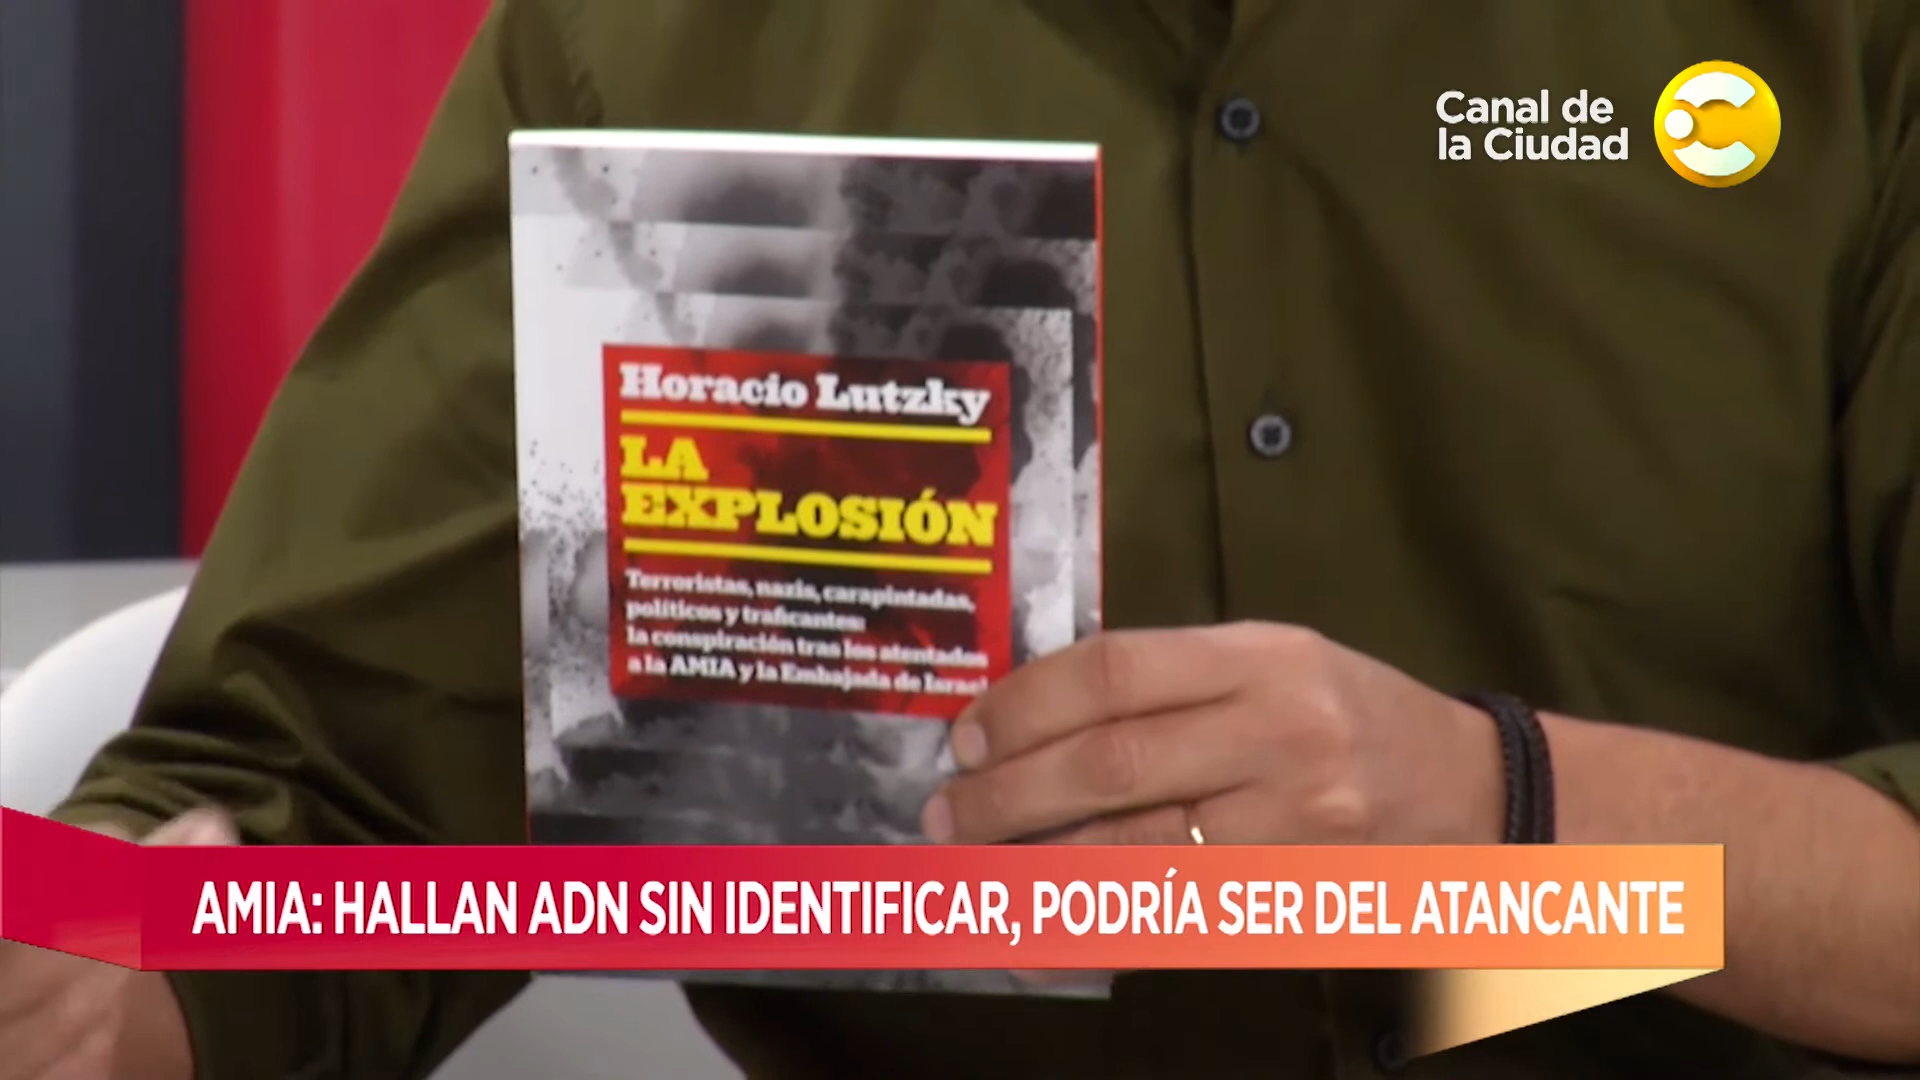 Canal de
la Ciudad
Horacio Lutzky
LA
EXPLOSIÓN
Terroristas, nazis, carapintadas,
políticos y traficantes:
la conspiración tras los atentados
a la AMIA y la Embajada de Israel
AMIA: HALLAN ADN SIN IDENTIFICAR, PODRÍA SER DEL ATANCANTE